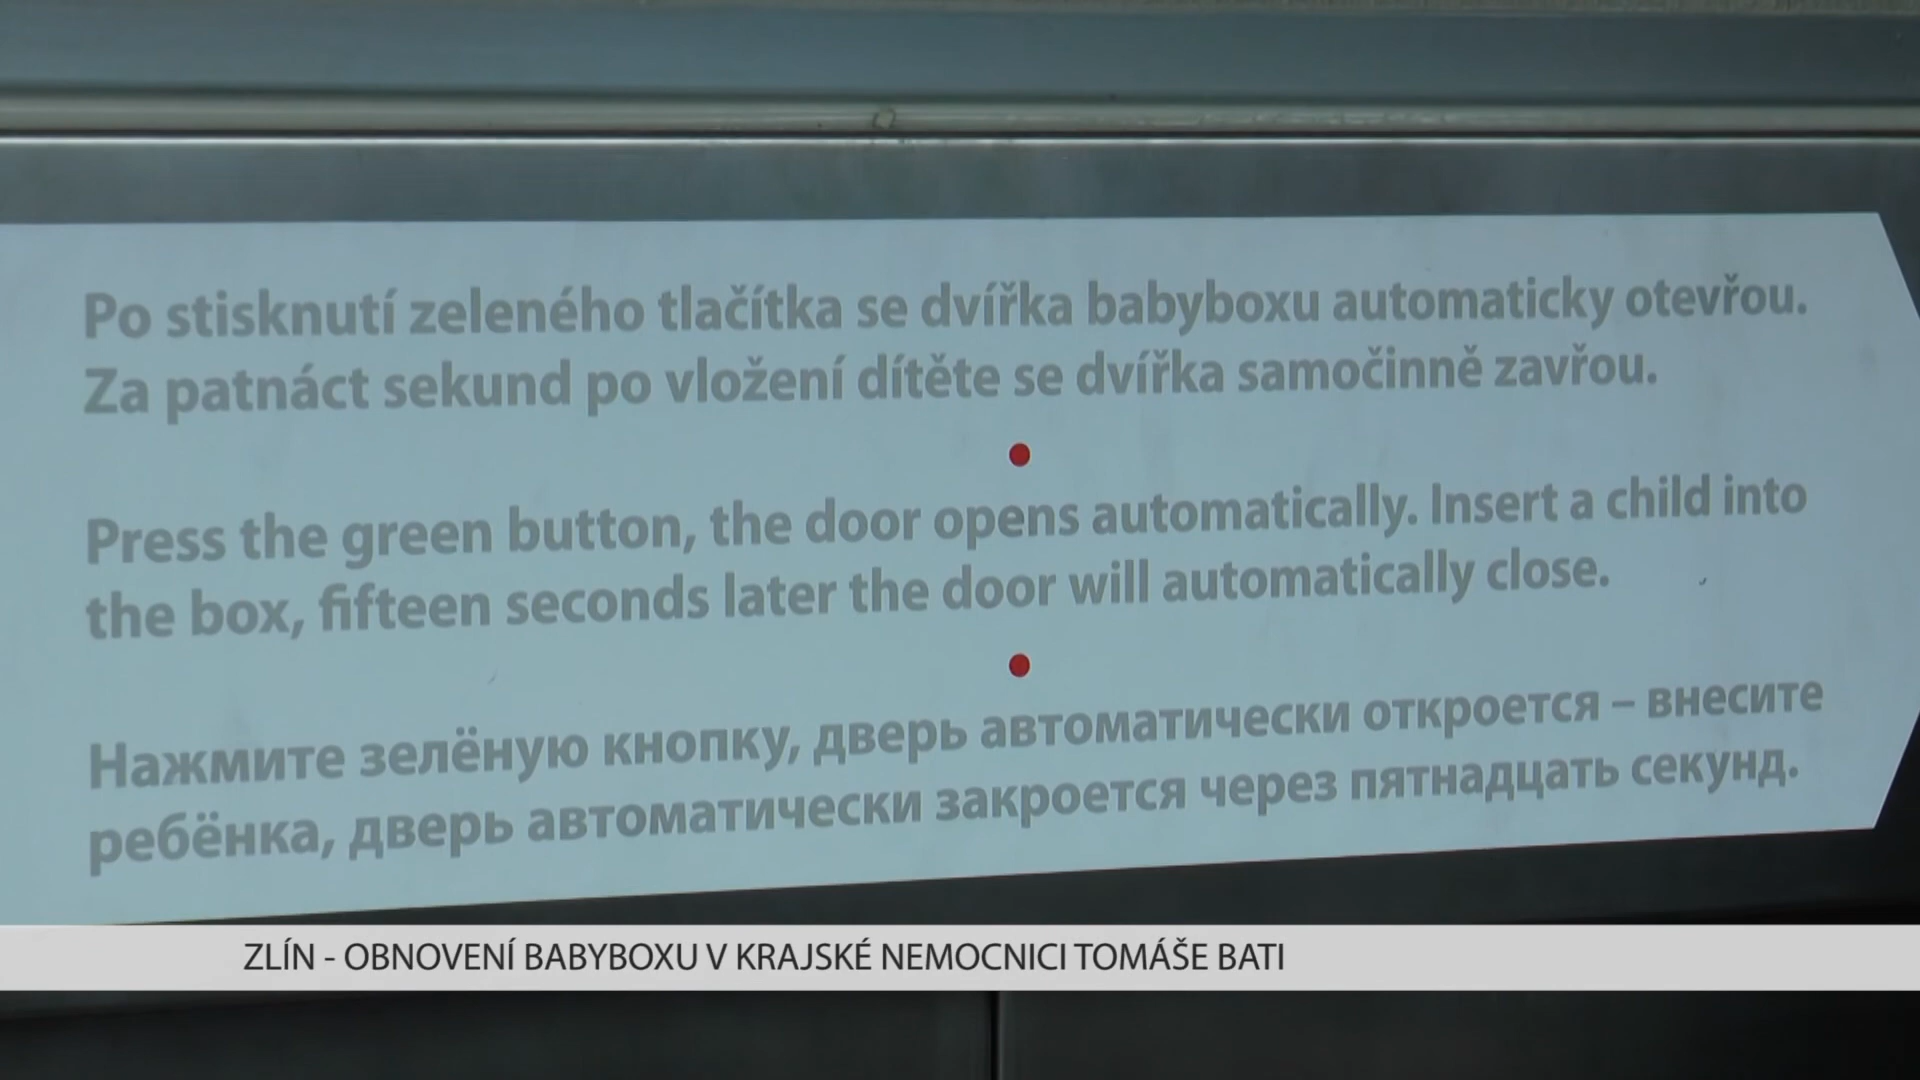 Po stisknutí zeleného tlačítka se dvířka babyboxu automaticky otevřou.
Za patnáct sekund po vložení dítěte se dvířka samočinně zavřou.
Press the green button, the door opens automatically. Insert a child into
the box, fifteen seconds later the door will automatically close.
Нажмите зелёную кнопку, дверь автоматически откроется – внесите
ребёнка, дверь автоматически закроется через пятнадцать секунд.
ZLÍN - OBNOVENÍ BABYBOXU V KRAJSKÉ NEMOCNICI TOMÁŠE BATI